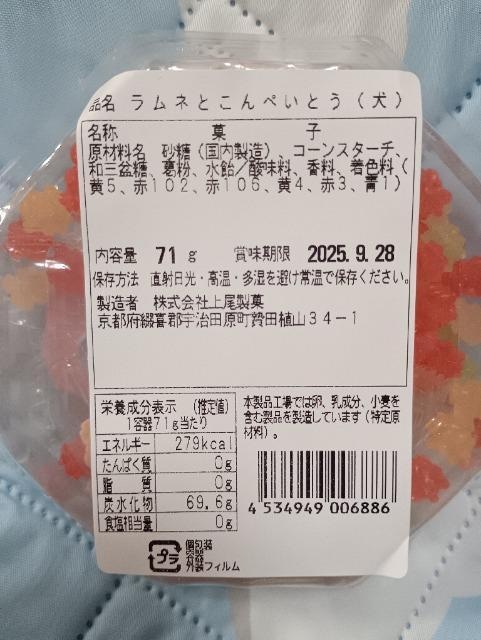 品名 ラムネとこんぺいとう（犬）
名称 菓子
原材料名 砂糖（国内製造）、コーンスターチ、
和三盆糖、葛粉、水飴／酸味料、香料、着色料（
黄5、赤102、赤106、黄4、赤3、青1）
内容量 71g 賞味期限 2025.9.28
保存方法 直射日光・高温・多湿を避け常温で保存ください。
製造者 株式会社上尾製菓
京都府綴喜郡宇治田原町贄田植山34-1
栄養成分表示 (推定値)
1容器71g当たり
エネルギー 279kcal
たんぱく質 0g
脂質 0g
炭水化物 69.6g
食塩相当量 0g
本製品工場では卵、乳成分、小麦を
含む製品を製造しています（特定原
材料）。
4 534949 006886
プラ
個包装
外装フィルム